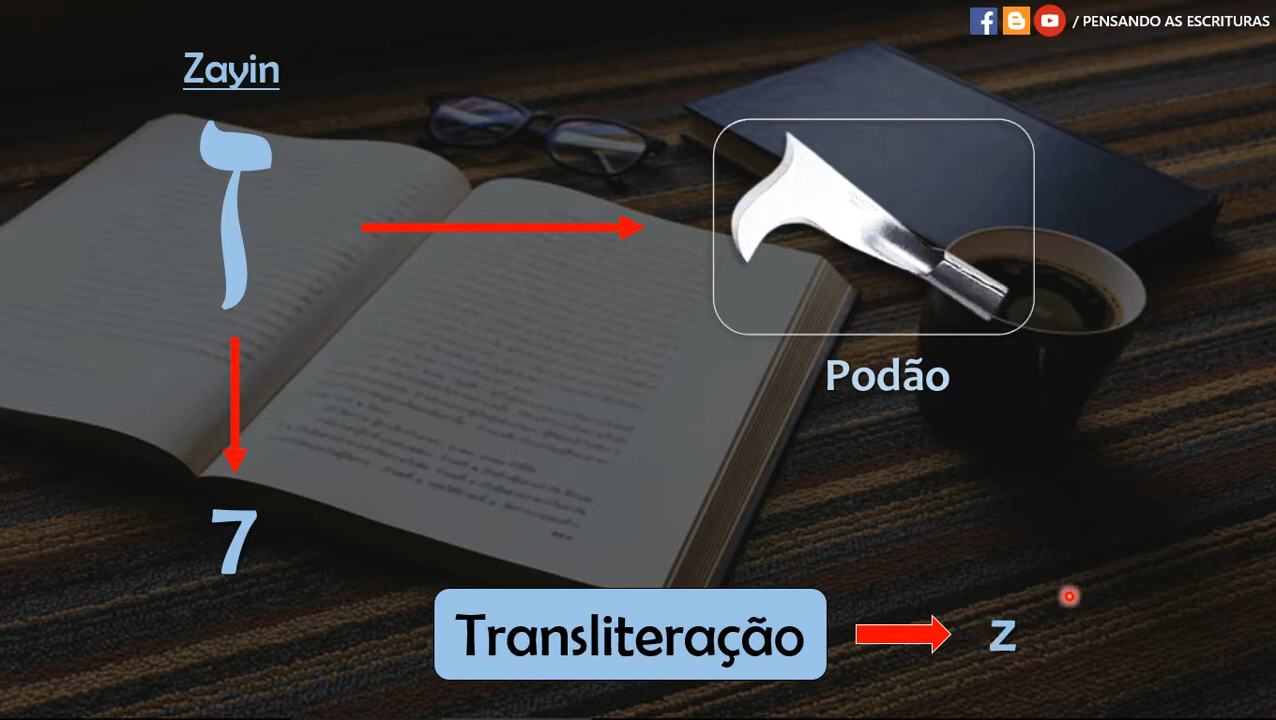 / PENSANDO AS ESCRITURAS
Zayin
ז
Podão
7
Transliteração
z